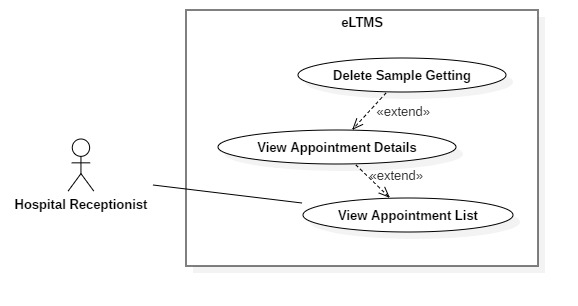 eLTMS
Delete Sample Getting
«extend»
View Appointment Details
«extend»
Hospital Receptionist
View Appointment List